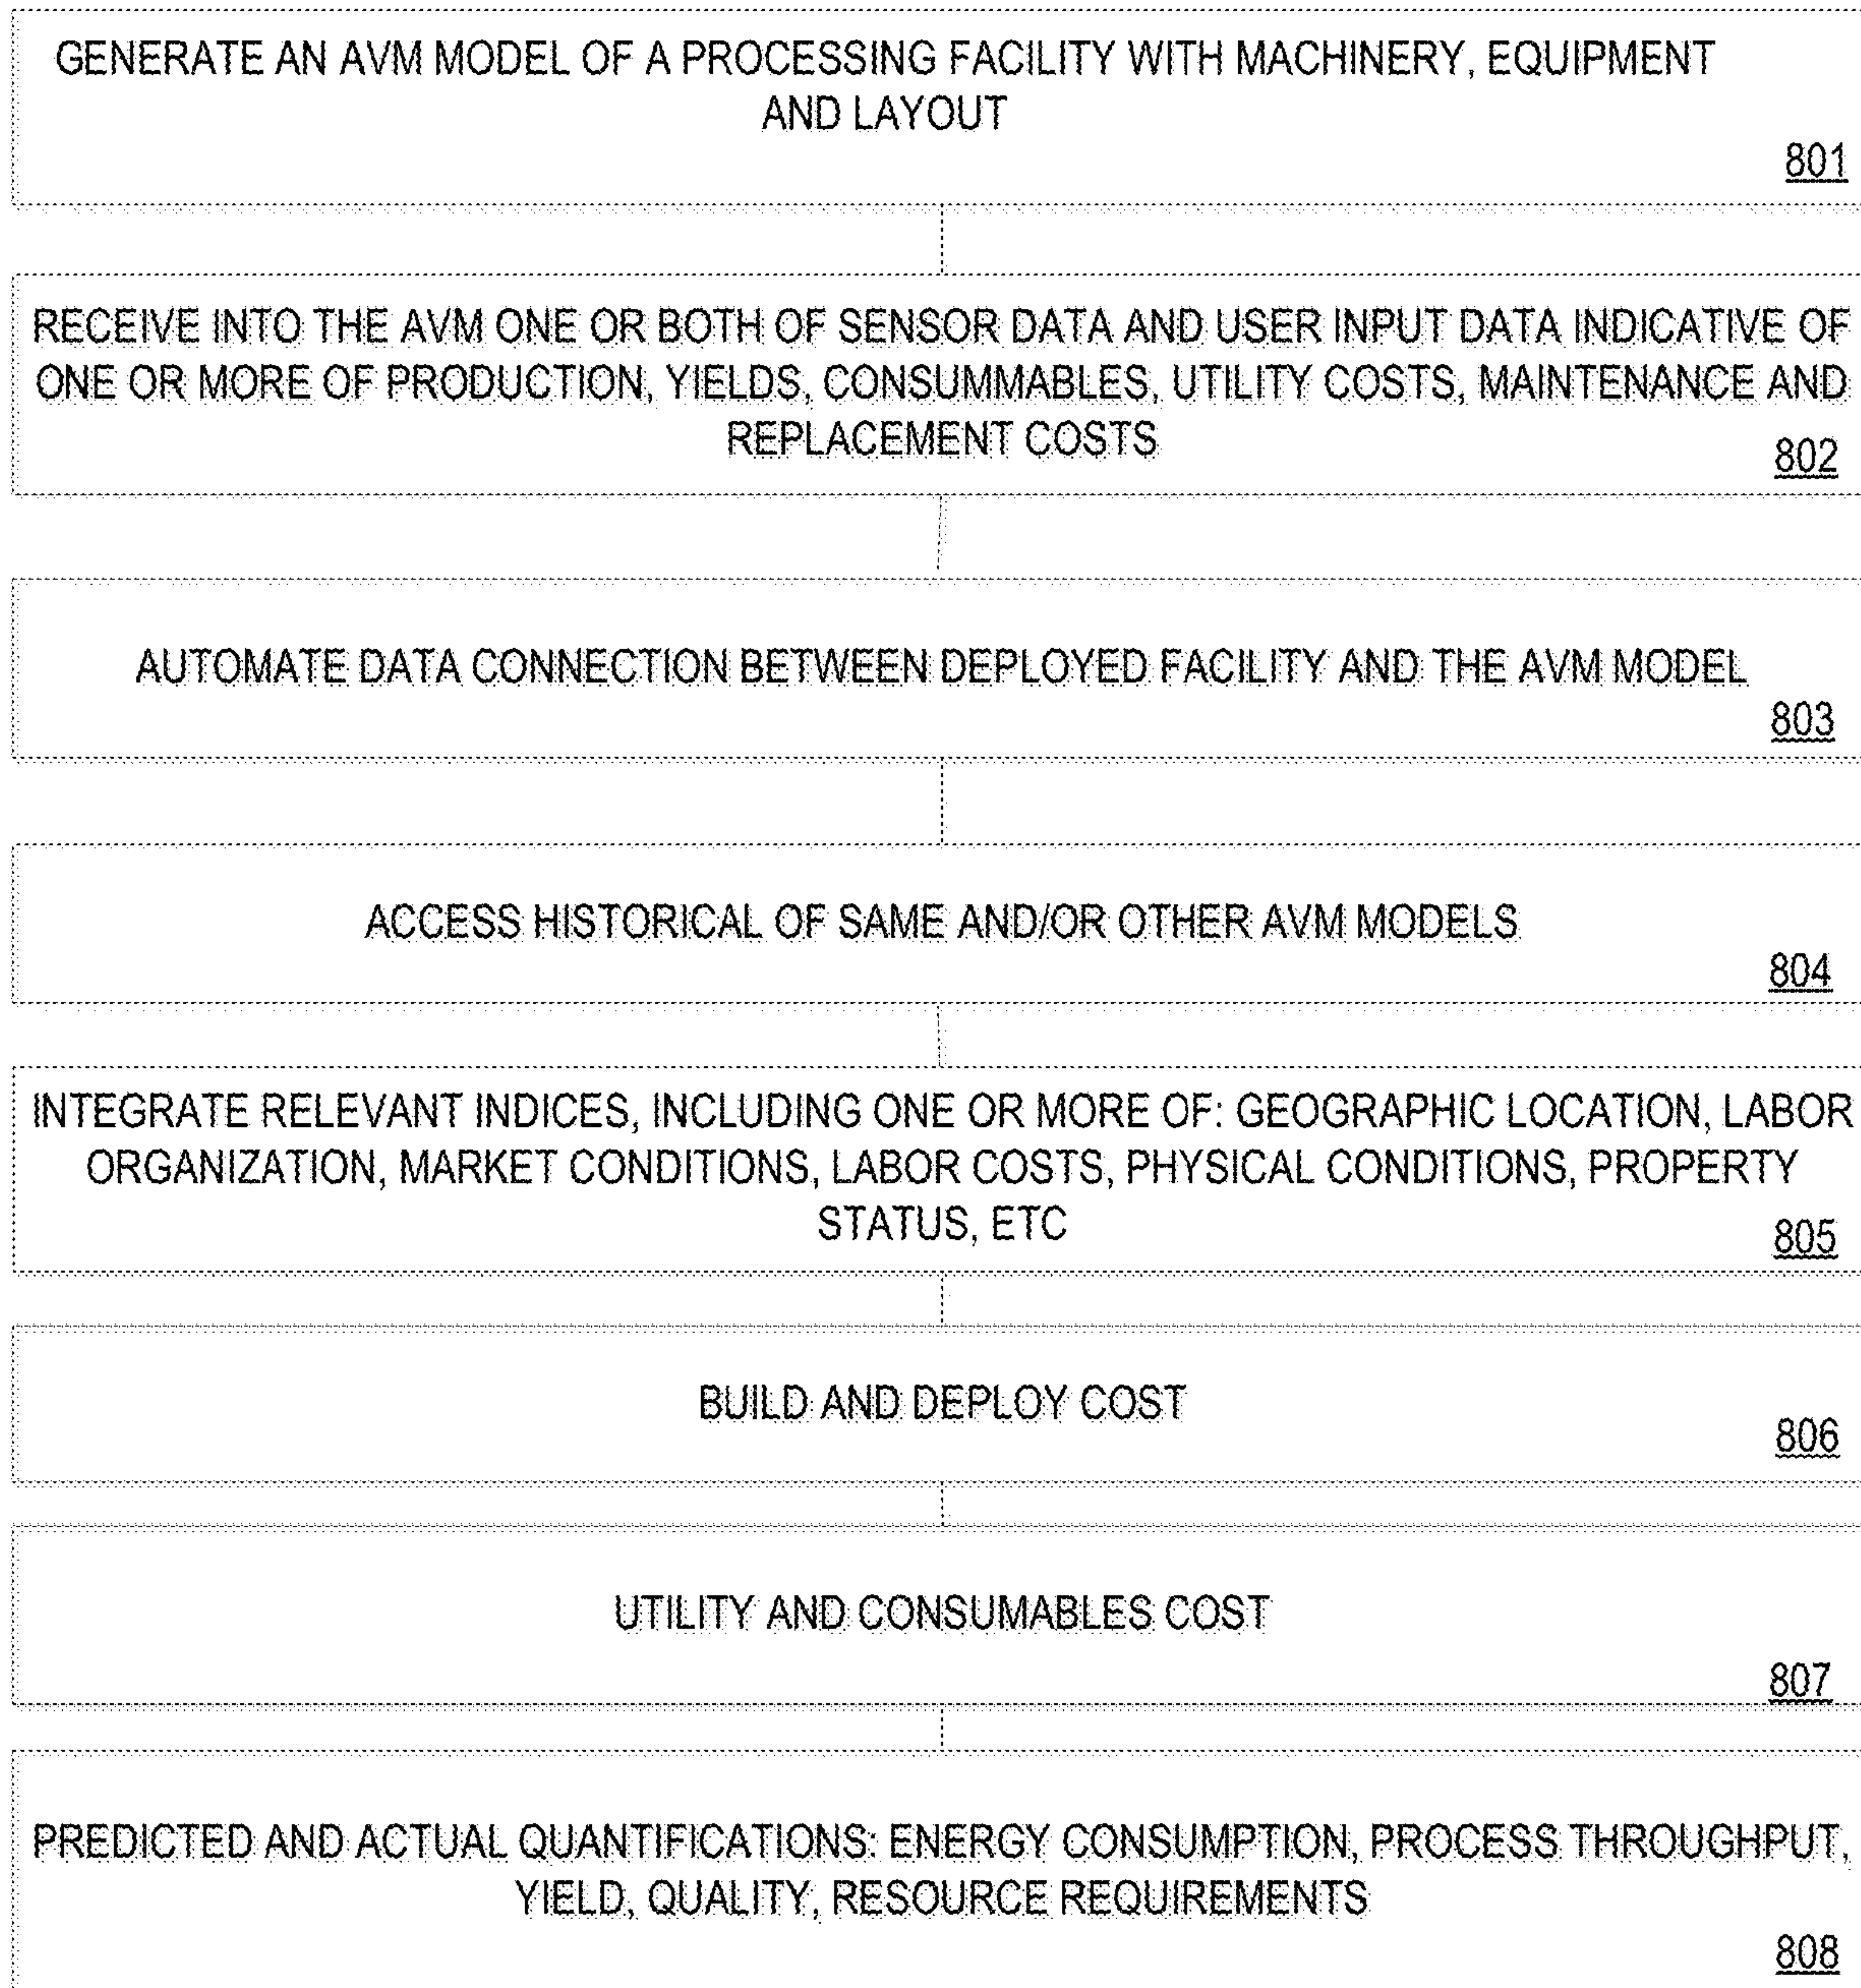 GENERATE AN AVM MODEL OF A PROCESSING FACILITY WITH MACHINERY, EQUIPMENT
AND LAYOUT
801
RECEIVE INTO THE AVM ONE OR BOTH OF SENSOR DATA AND USER INPUT DATA INDICATIVE OF
ONE OR MORE OF PRODUCTION, YIELDS, CONSUMMABLES, UTILITY COSTS, MAINTENANCE AND
REPLACEMENT COSTS
802
AUTOMATE DATA CONNECTION BETWEEN DEPLOYED FACILITY AND THE AVM MODEL
803
ACCESS HISTORICAL OF SAME AND/OR OTHER AVM MODELS
804
INTEGRATE RELEVANT INDICES, INCLUDING ONE OR MORE OF: GEOGRAPHIC LOCATION, LABOR
ORGANIZATION, MARKET CONDITIONS, LABOR COSTS, PHYSICAL CONDITIONS, PROPERTY
STATUS, ETC
805
BUILD AND DEPLOY COST
806
UTILITY AND CONSUMABLES COST
807
PREDICTED AND ACTUAL QUANTIFICATIONS: ENERGY CONSUMPTION, PROCESS THROUGHPUT,
YIELD, QUALITY, RESOURCE REQUIREMENTS
808